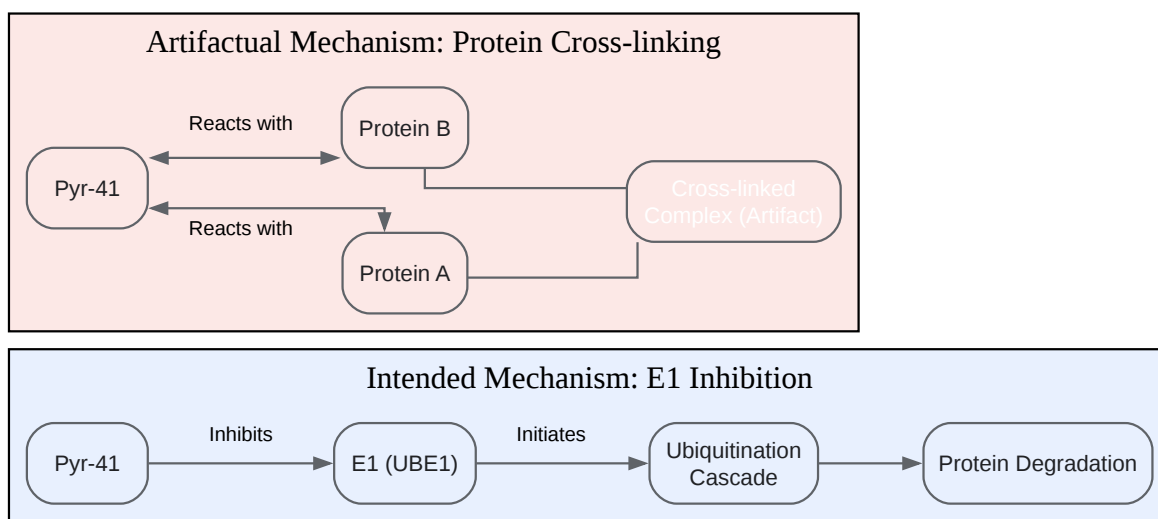 Artifactual Mechanism: Protein Cross-linking
Reacts with
Protein B
Pyr-41
Cross-linked
Complex (Artifact)
Reacts with
Protein A
Intended Mechanism: E1 Inhibition
Inhibits
Initiates
Pyr-41
E1 (UBE1)
Ubiquitination
Cascade
Protein Degradation